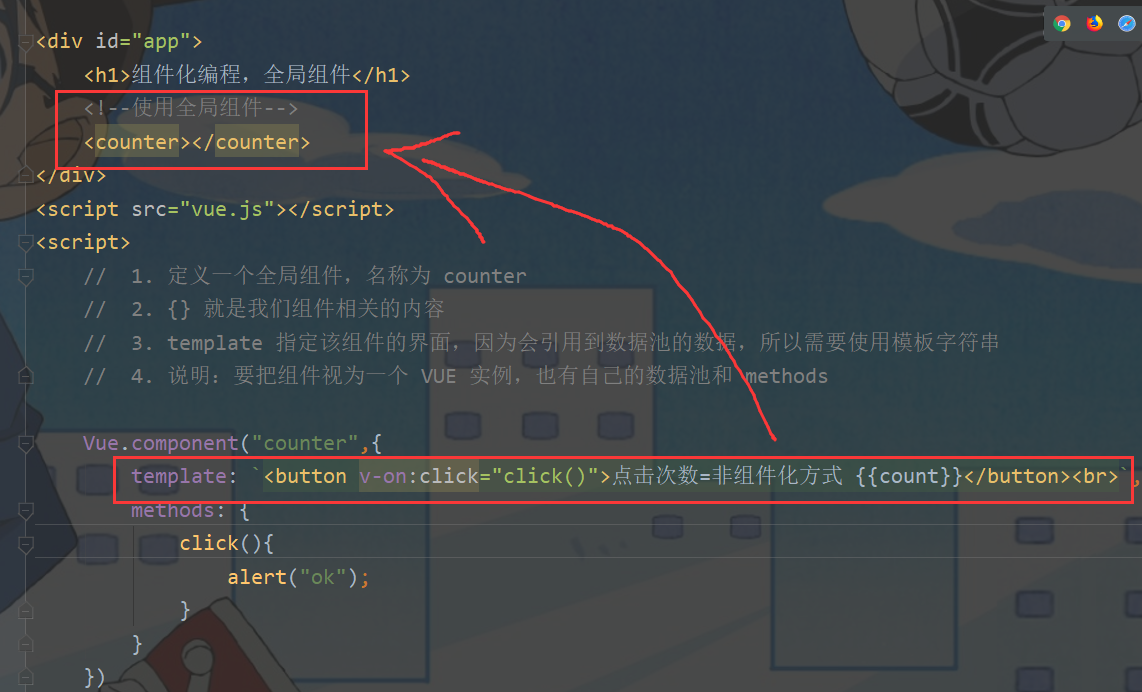 <div id="app">
<h1>组件化编程，全局组件</h1>
<!--使用全局组件-->
<counter></counter>
</div>
<script src="vue.js"></script>
<script>
// 1. 定义一个全局组件，名称为 counter
// 2. {} 就是我们组件相关的内容
// 3. template 指定该组件的界面，因为会引用到数据池的数据，所以需要使用模板字符串
// 4. 说明：要把组件视为一个 VUE 实例，也有自己的数据池和 methods
Vue.component("counter",{
template: `<button v-on:click="click()">点击次数=非组件化方式 {{count}}</button><br>`,
methods: {
click(){
alert("ok");
}
}
})